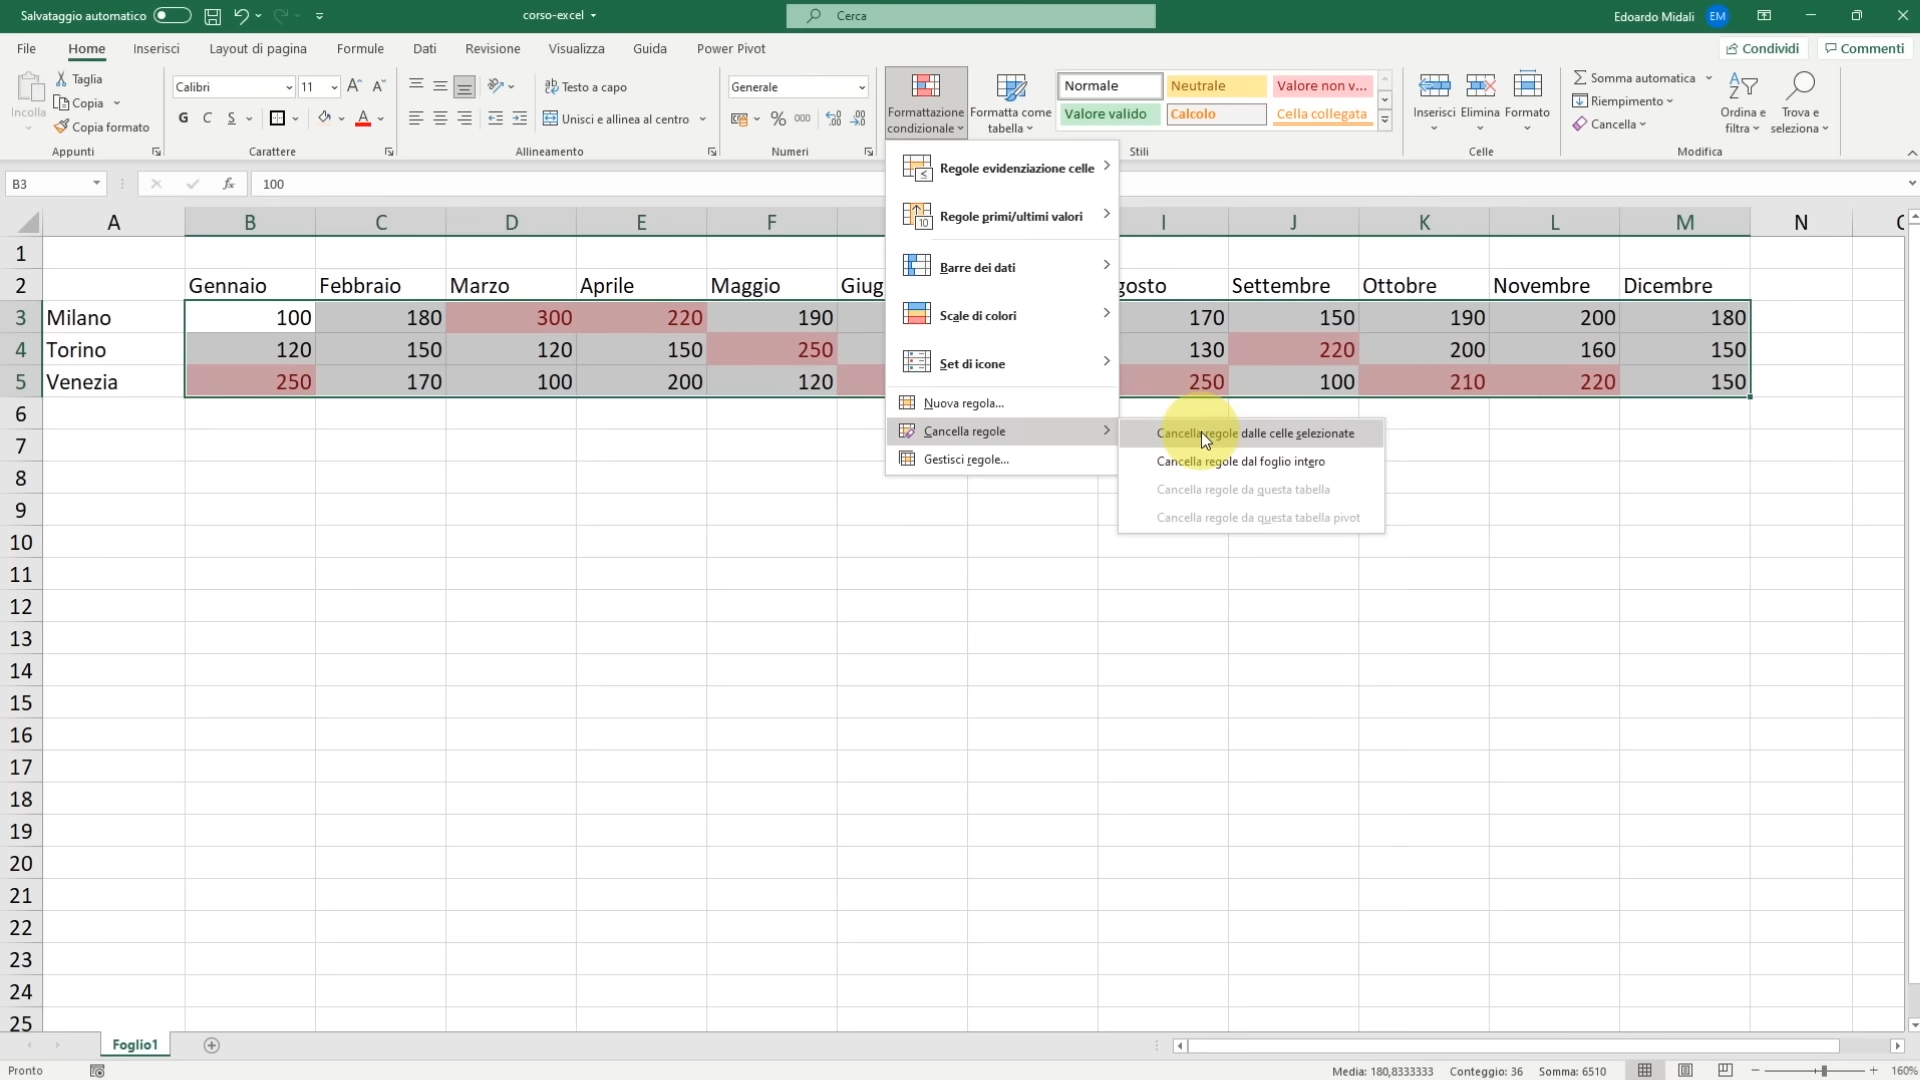 Salvataggio automatico
corso-excel
Cerca
Edoardo Midali EM
File Home Inserisci Layout di pagina Formule Dati Revisione Visualizza Guida Power Pivot
Condividi Commenti
Incolla
Taglia
Copia
Copia formato
Appunti
Calibri 11
G C S
Carattere
Testo a capo
Unisci e allinea al centro
Allineamento
Generale
% 000
Numeri
Formattazione condizionale
Formatta come tabella
Normale Neutrale Valore non v...
Valore valido Calcolo Cella collegata
Stili
Inserisci Elimina Formato
Celle
Somma automatica
Riempimento
Cancella
Ordina e filtra
Trova e seleziona
Modifica
B3 fx 100
Regole evidenziazione celle
Regole primi/ultimi valori
Barre dei dati
Scale di colori
Set di icone
Nuova regola...
Cancella regole
Gestisci regole...
Cancella regole dalle celle selezionate
Cancella regole dal foglio intero
Cancella regole da questa tabella
Cancella regole da questa tabella pivot
A B C D E F I J K L M N
1
2 Gennaio Febbraio Marzo Aprile Maggio Giug gosto Settembre Ottobre Novembre Dicembre
3 Milano 100 180 300 220 190 170 150 190 200 180
4 Torino 120 150 120 150 250 130 220 200 160 150
5 Venezia 250 170 100 200 120 250 100 210 220 150
6
7
8
9
10
11
12
13
14
15
16
17
18
19
20
21
22
23
24
25
Foglio1
Pronto
Media: 180,8333333 Conteggio: 36 Somma: 6510 160%